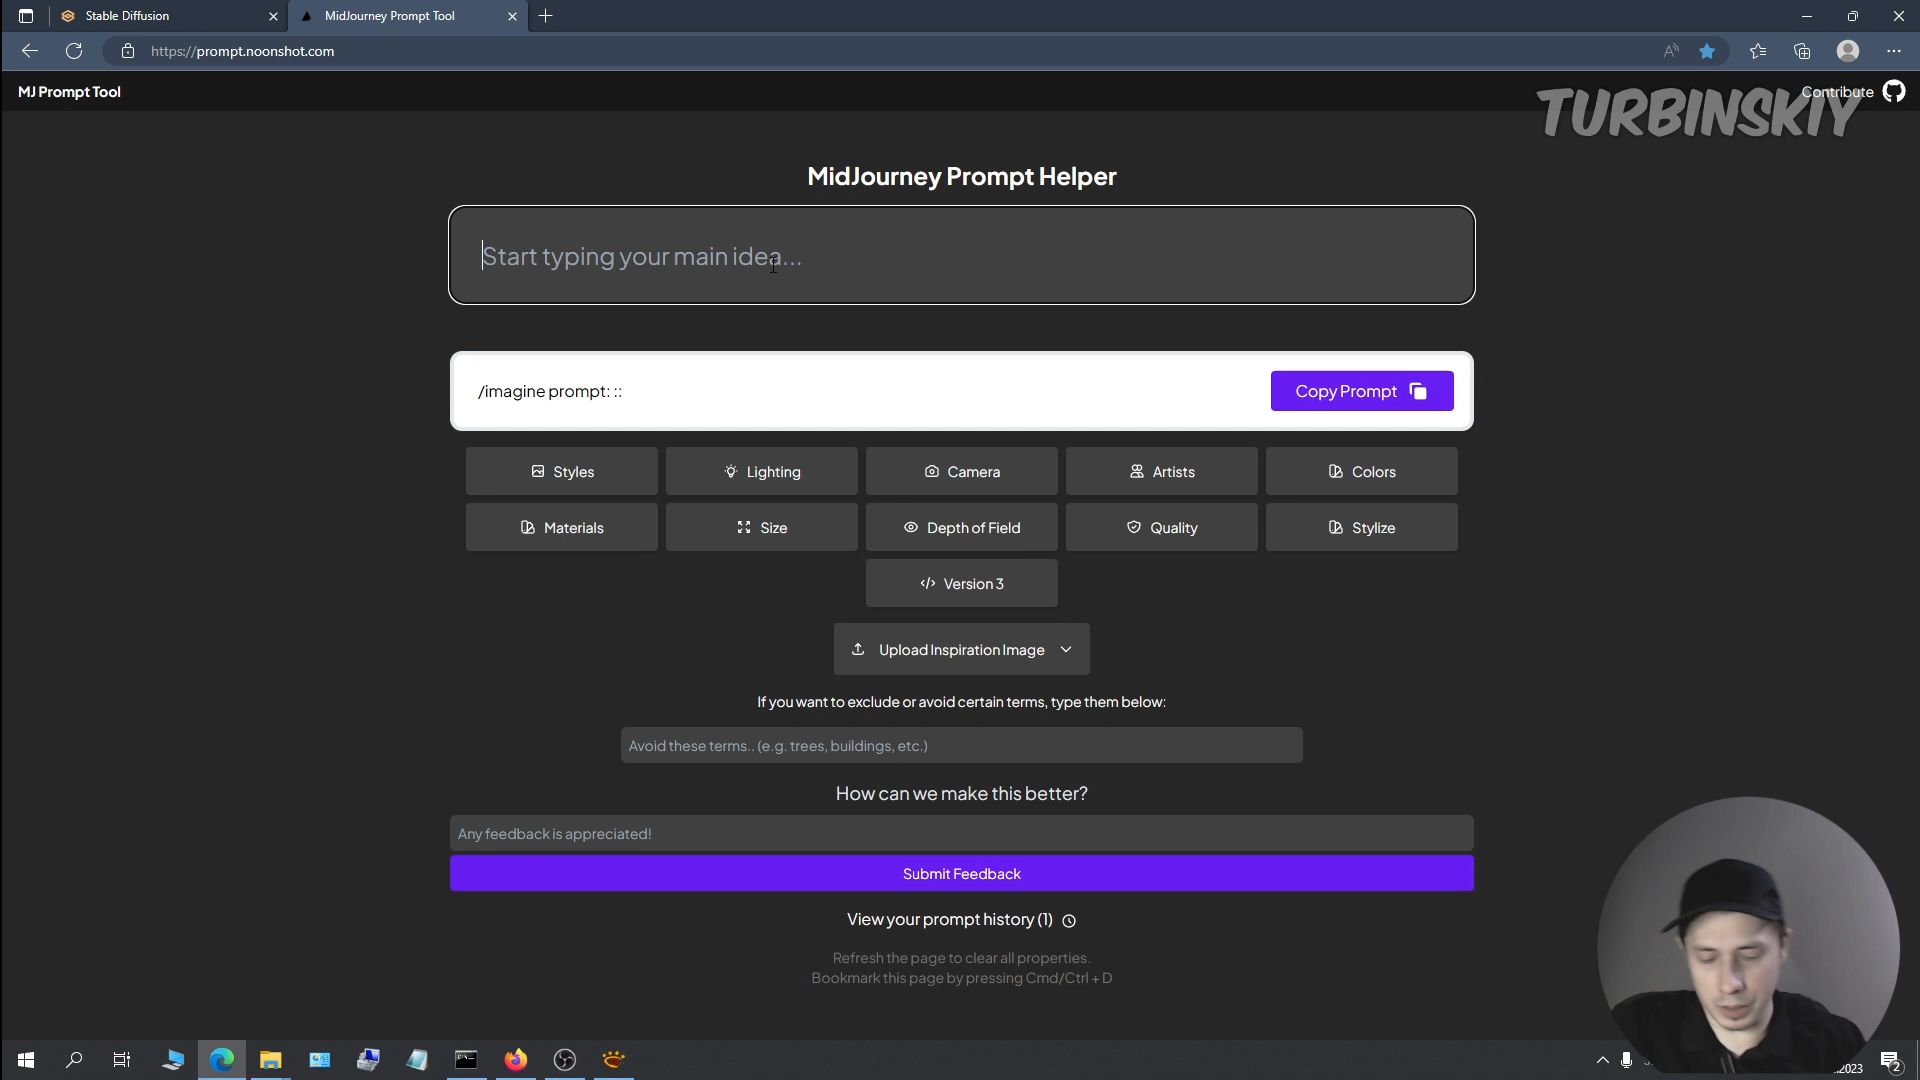 Stable Diffusion
MidJourney Prompt Tool
https://prompt.noonshot.com
MJ Prompt Tool
Contribute
TURBINSKIY
MidJourney Prompt Helper
Start typing your main idea...
/imagine prompt: ::
Copy Prompt
Styles
Lighting
Camera
Artists
Colors
Materials
Size
Depth of Field
Quality
Stylize
Version 3
Upload Inspiration Image
If you want to exclude or avoid certain terms, type them below:
Avoid these terms.. (e.g. trees, buildings, etc.)
How can we make this better?
Any feedback is appreciated!
Submit Feedback
View your prompt history (1)
Refresh the page to clear all properties.
Bookmark this page by pressing Cmd/Ctrl + D
.2023
2